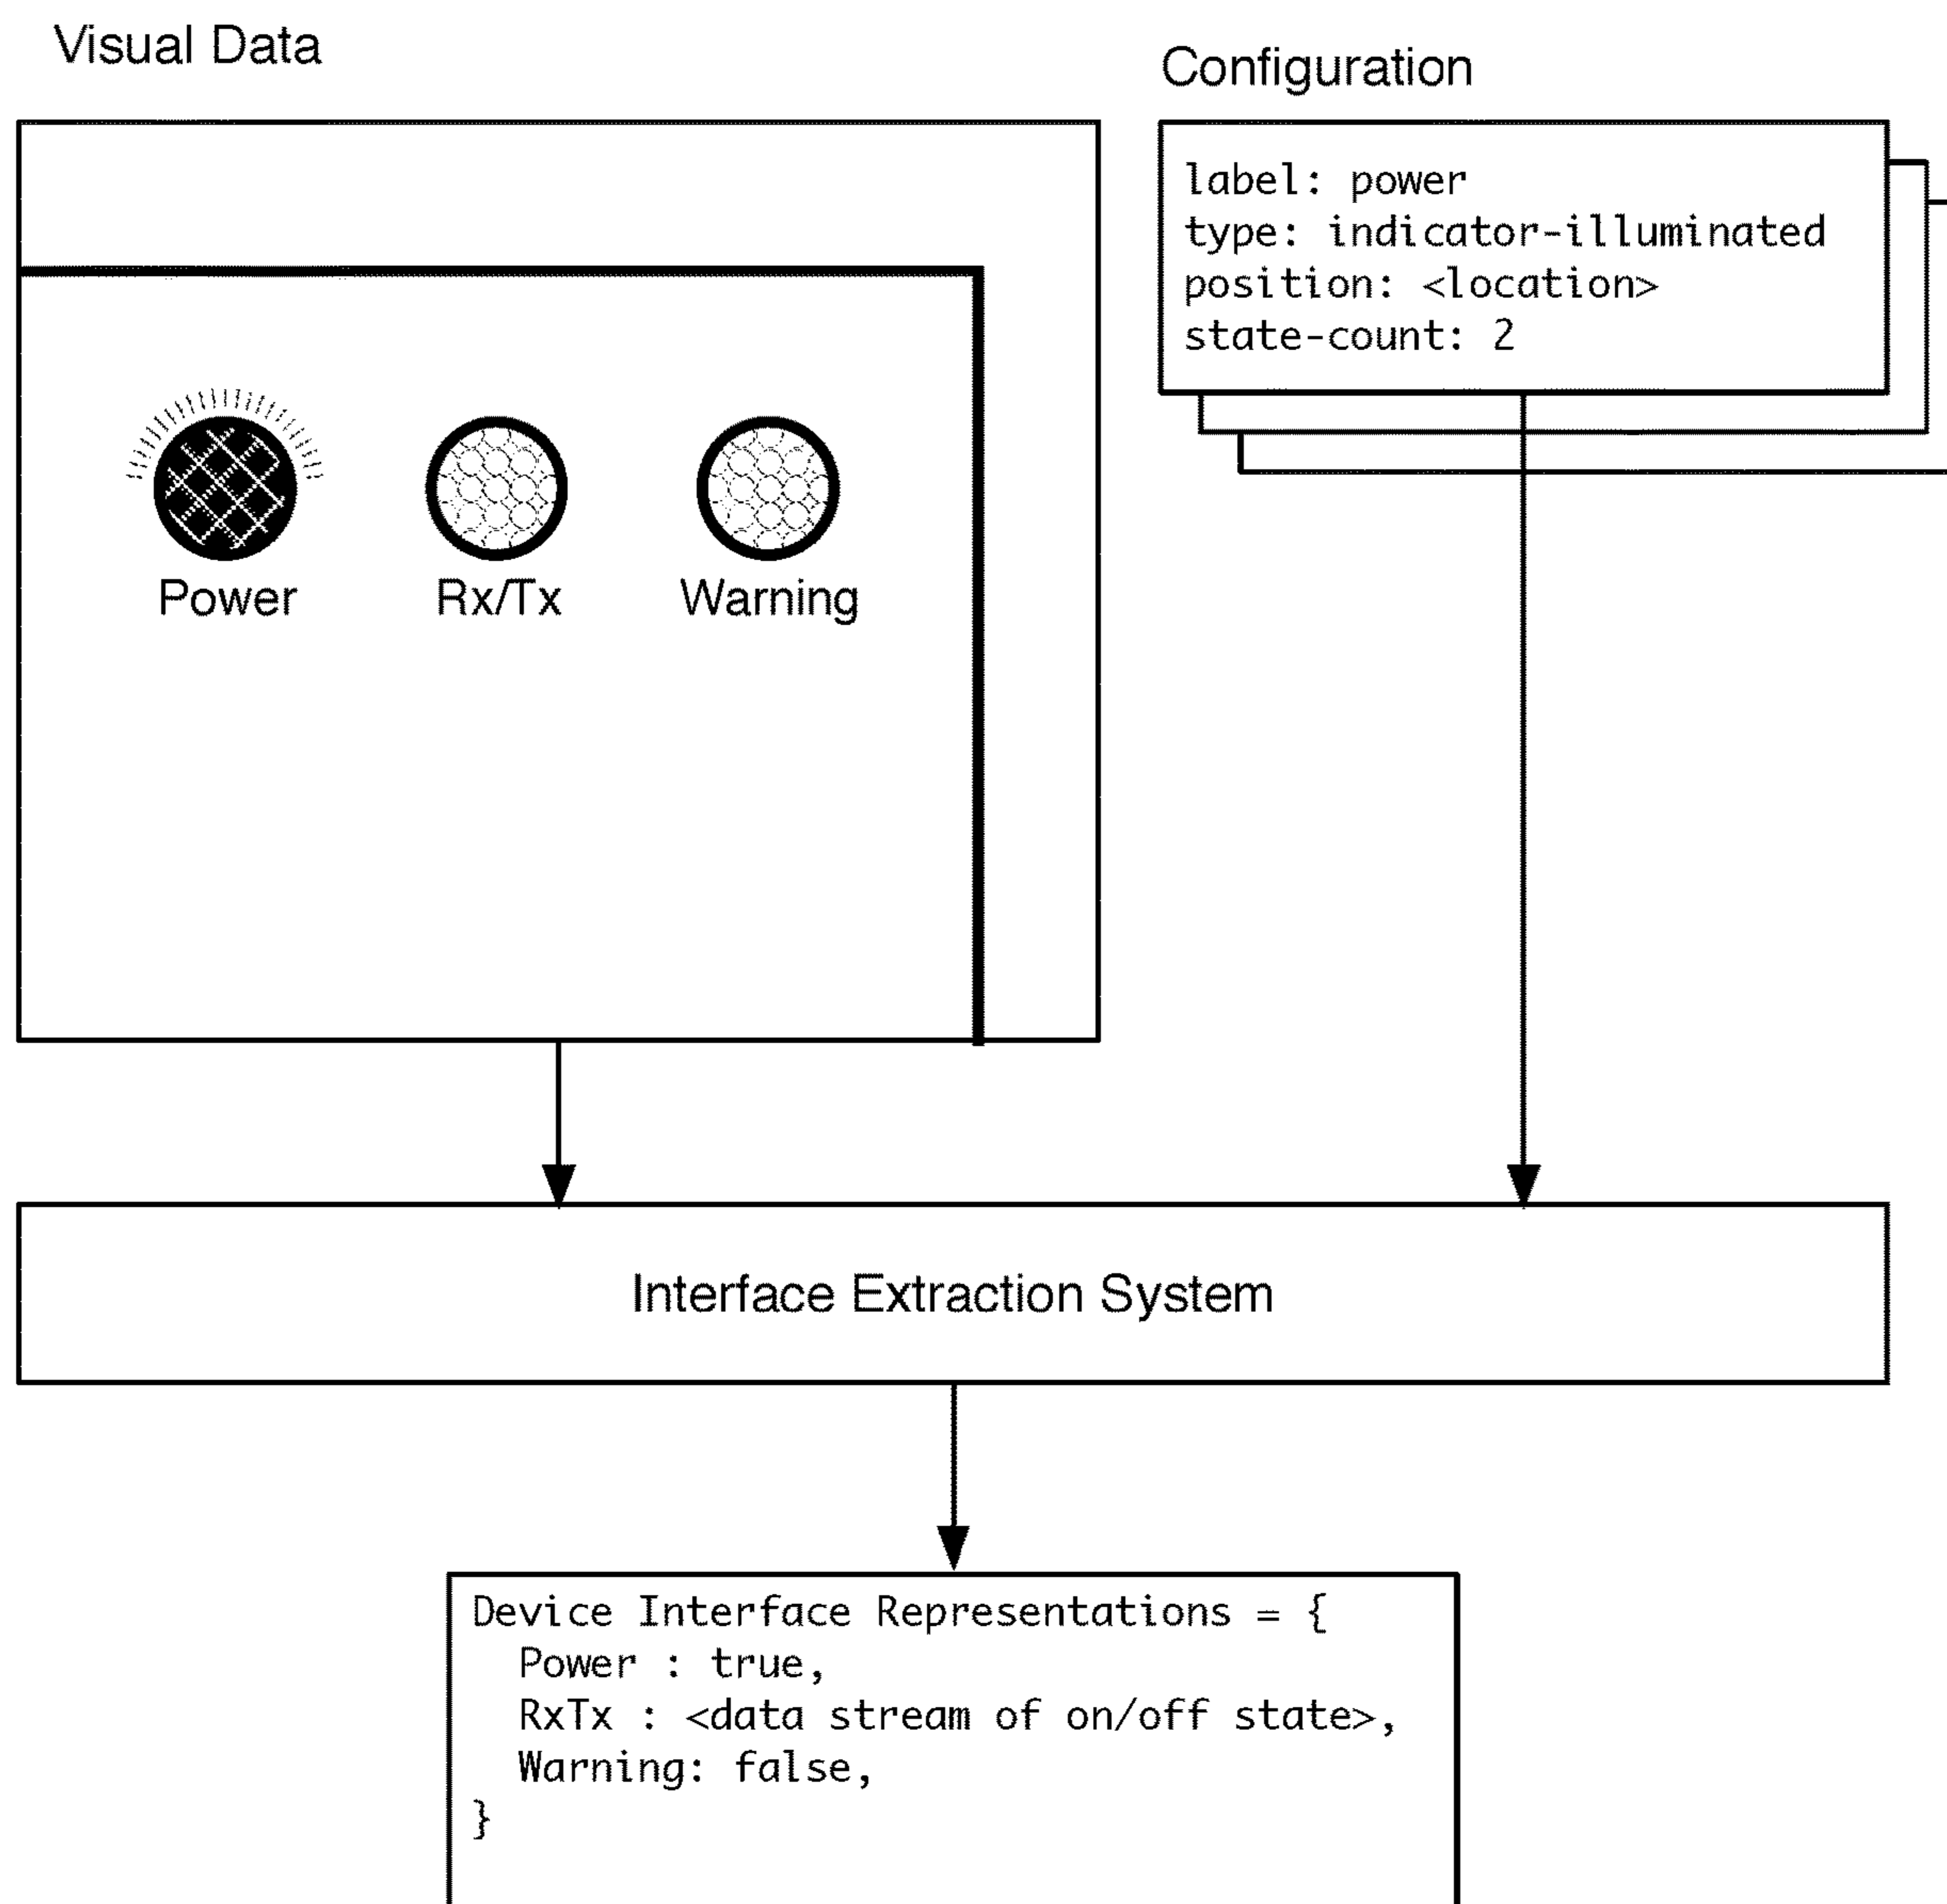 Visual Data
Configuration
label: power
type: indicator-illuminated
position: <location>
state-count: 2
Power
Rx/Tx
Warning
Interface Extraction System
Device Interface Representations = {
Power : true,
RxTx : <data stream of on/off state>,
Warning: false,
}